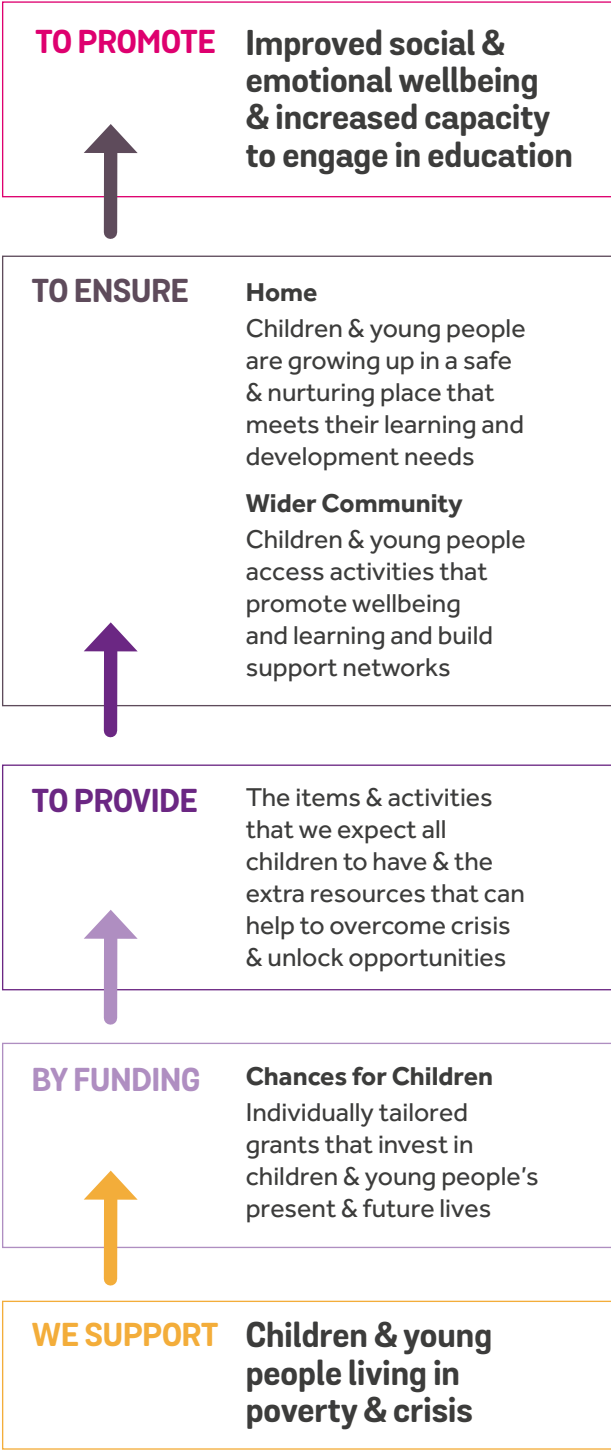 TO PROMOTE
Improved social &
emotional wellbeing
& increased capacity
to engage in education
TO ENSURE
Home
Children & young people
are growing up in a safe
& nurturing place that
meets their learning and
development needs
Wider Community
Children & young people
access activities that
promote wellbeing
and learning and build
support networks
TO PROVIDE
The items & activities
that we expect all
children to have & the
extra resources that can
help to overcome crisis
& unlock opportunities
BY FUNDING
Chances for Children
Individually tailored
grants that invest in
children & young people’s
present & future lives
WE SUPPORT
Children & young
people living in
poverty & crisis